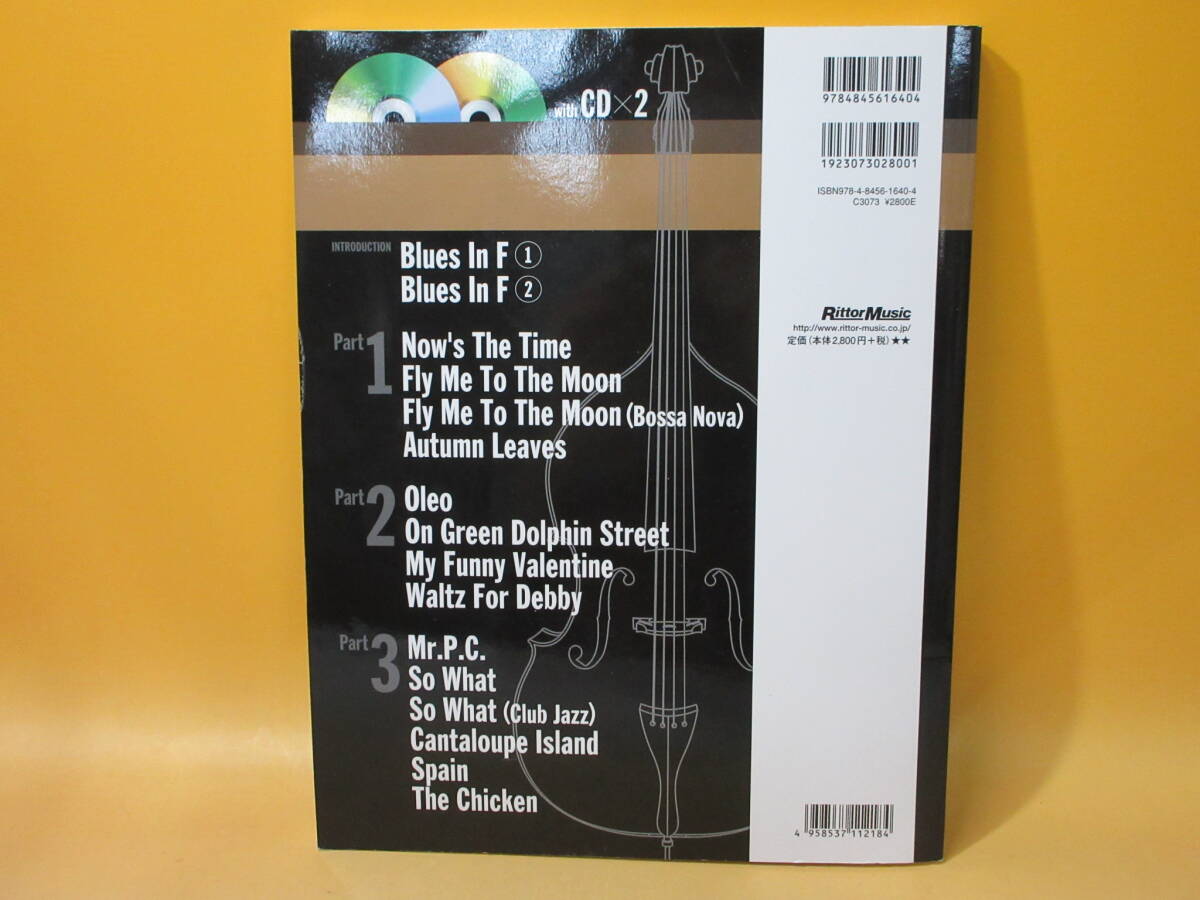 with CD×2
9784845616404
1923073028001
ISBN978-4-8456-1640-4
C3073 ¥2800E
RittorMusic
http://www.rittor-music.co.jp/
定価(本体2,800円+税)★★
INTRODUCTION
Blues In F ①
Blues In F ②
Part 1
Now's The Time
Fly Me To The Moon
Fly Me To The Moon (Bossa Nova)
Autumn Leaves
Part 2
Oleo
On Green Dolphin Street
My Funny Valentine
Waltz For Debby
Part 3
Mr.P.C.
So What
So What (Club Jazz)
Cantaloupe Island
Spain
The Chicken
4 958537 112184